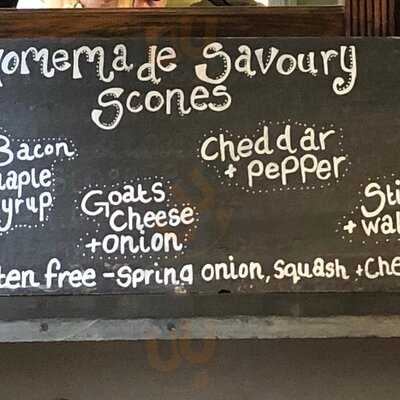 omemade Savoury
Scones
Bacon
aple
yrup
Goats
Cheese
+onion
Cheddar
+ pepper
Sti
+ wal
ten free - Spring onion, squash + Che